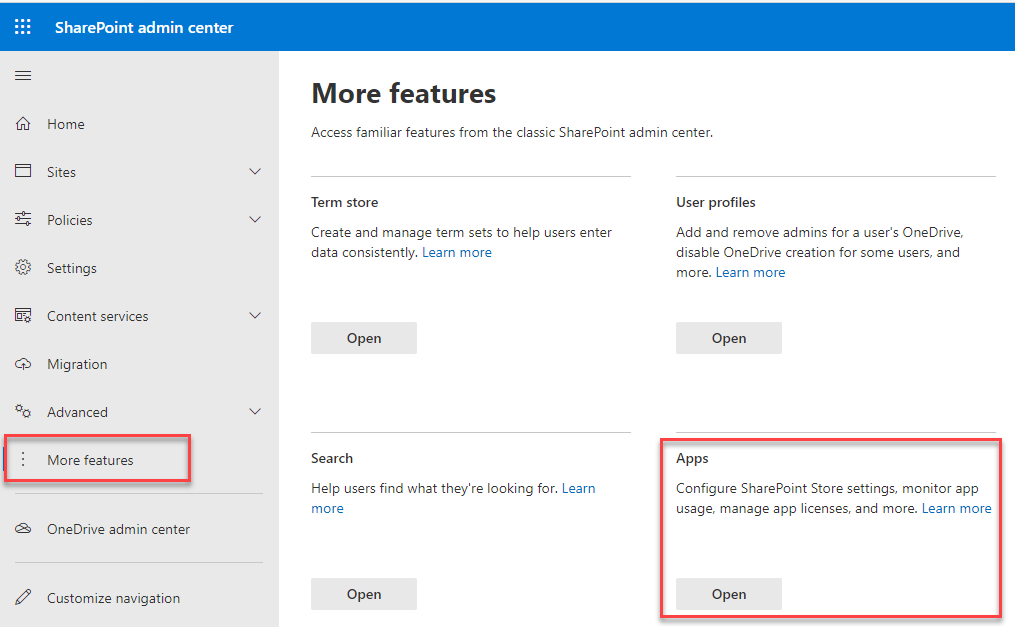 SharePoint admin center
Home
Sites
Policies
Settings
Content services
Migration
Advanced
More features
OneDrive admin center
Customize navigation
More features
Access familiar features from the classic SharePoint admin center.
Term store
Create and manage term sets to help users enter
data consistently. Learn more
Open
User profiles
Add and remove admins for a user's OneDrive,
disable OneDrive creation for some users, and
more. Learn more
Open
Search
Help users find what they're looking for. Learn
more
Open
Apps
Configure SharePoint Store settings, monitor app
usage, manage app licenses, and more. Learn more
Open